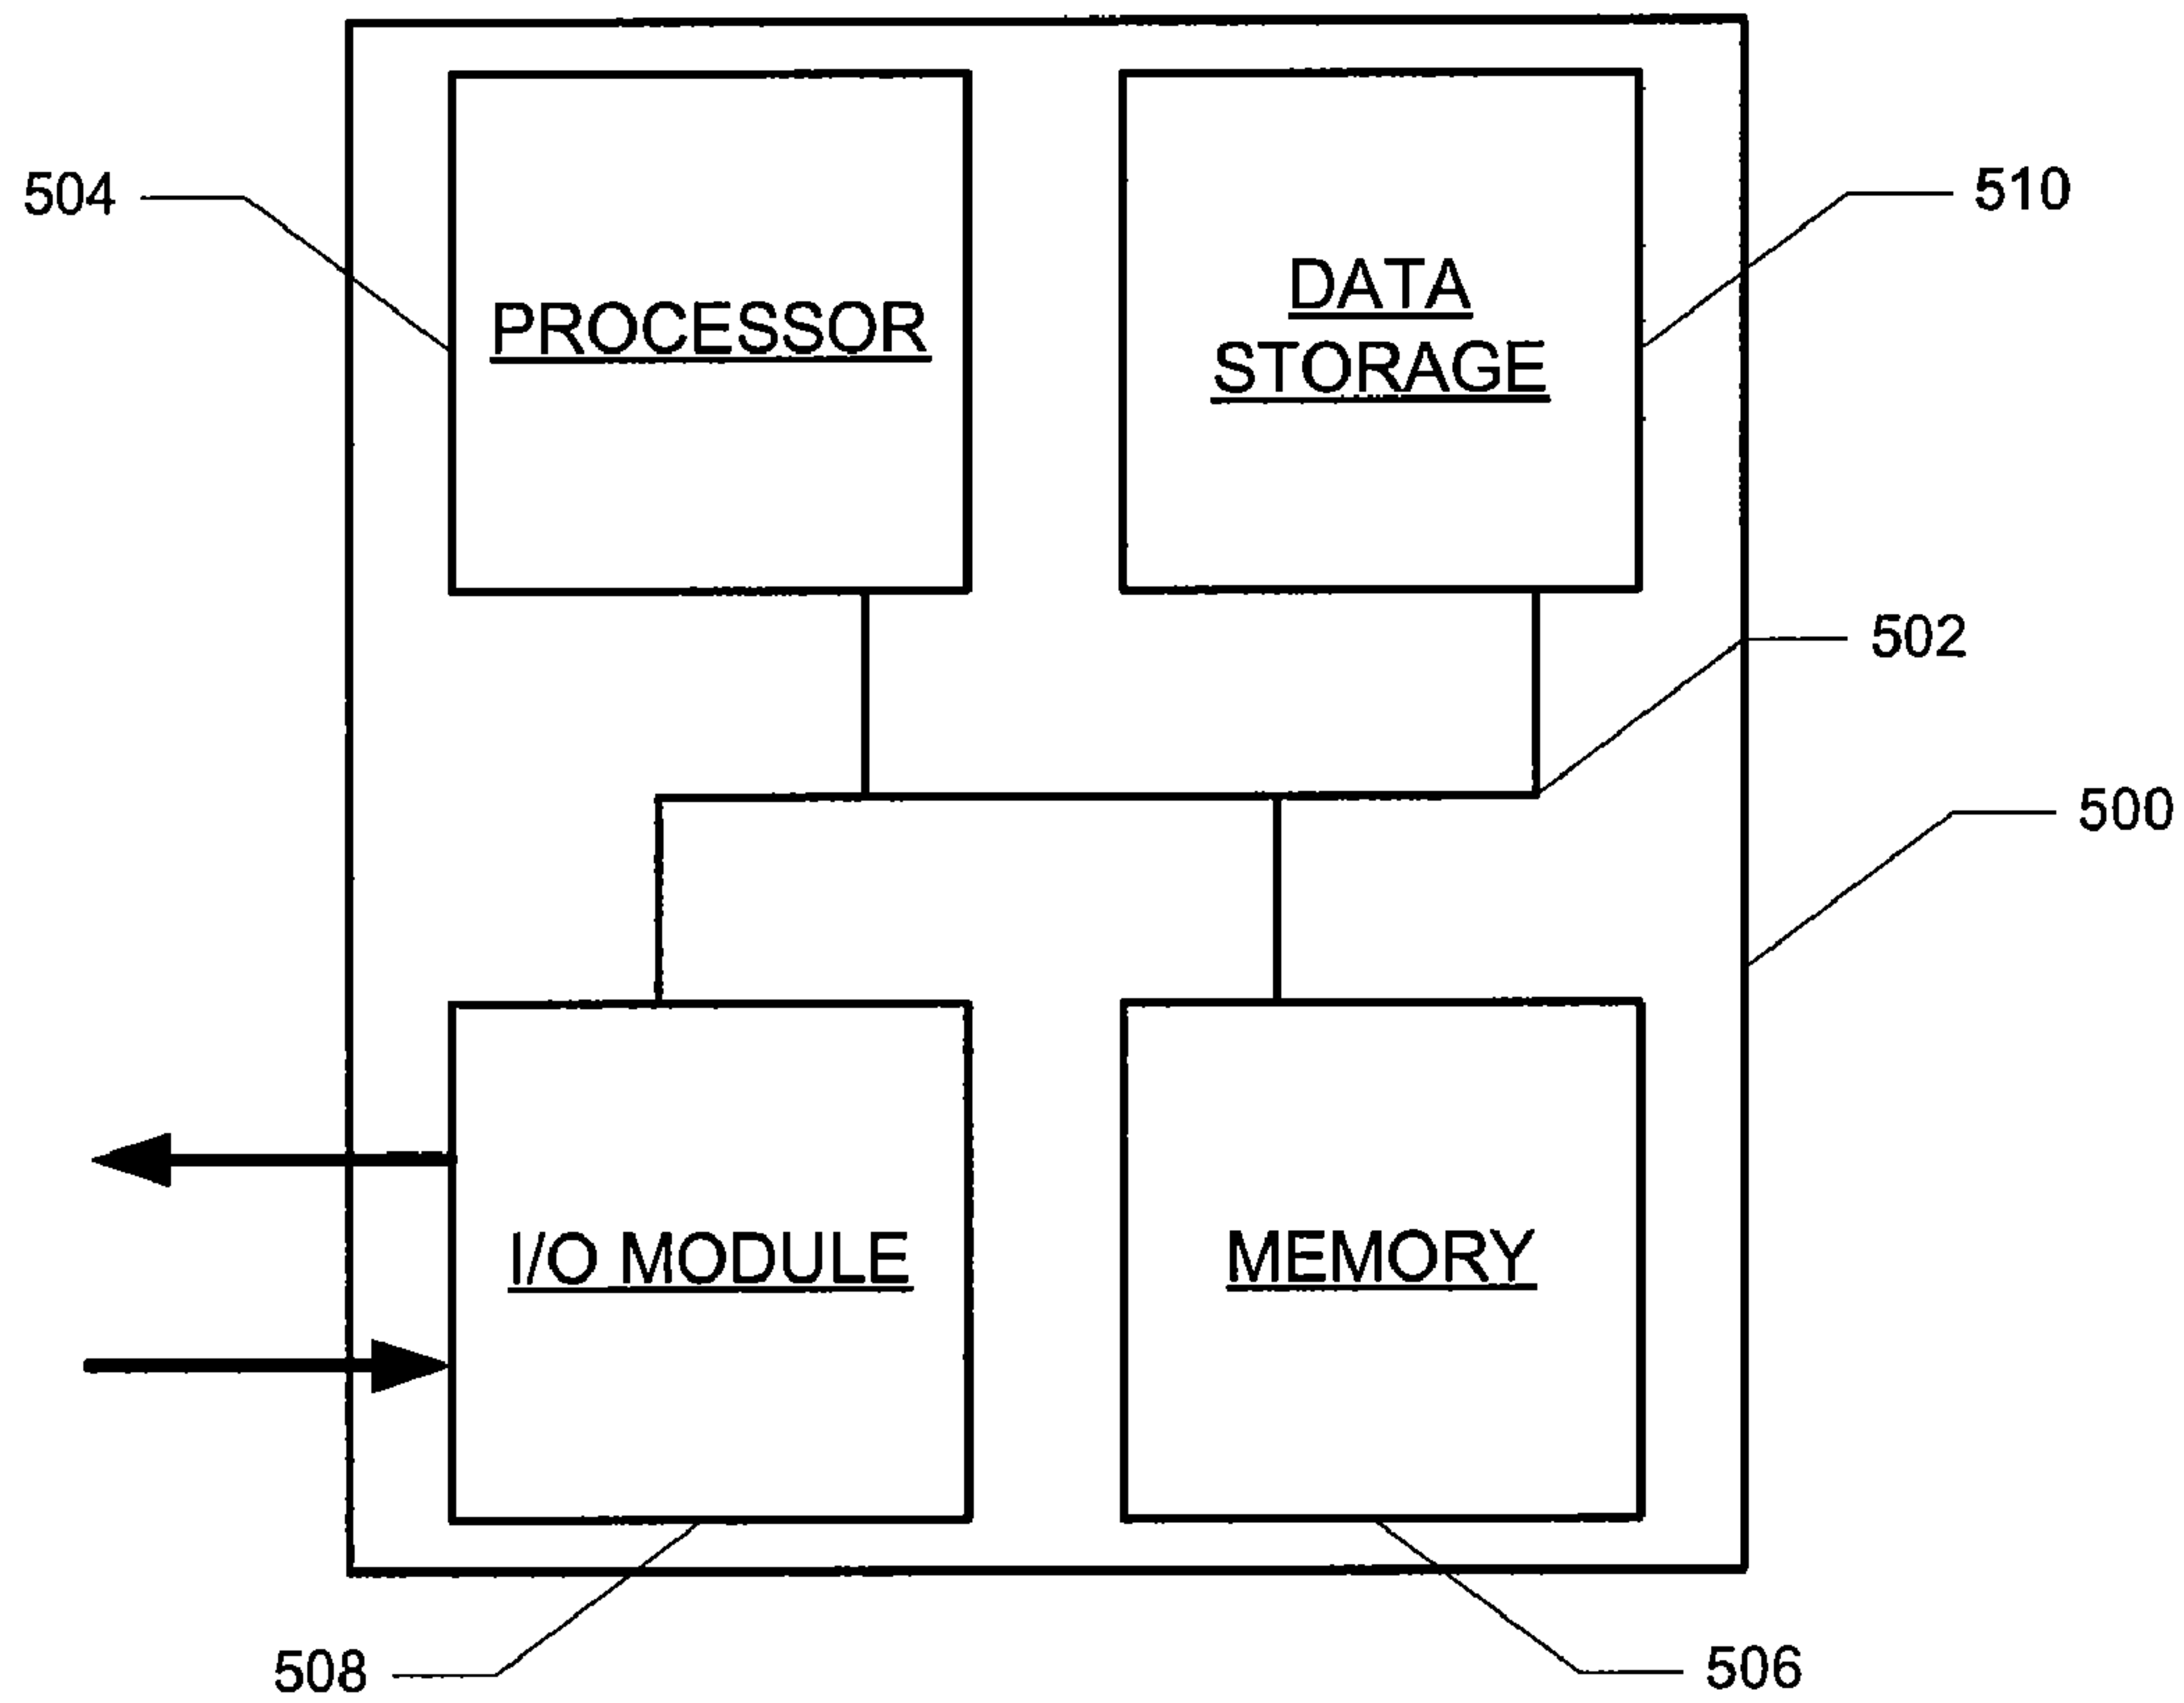 504
510
PROCESSOR
DATA
STORAGE
502
500
I/O MODULE
MEMORY
508
506